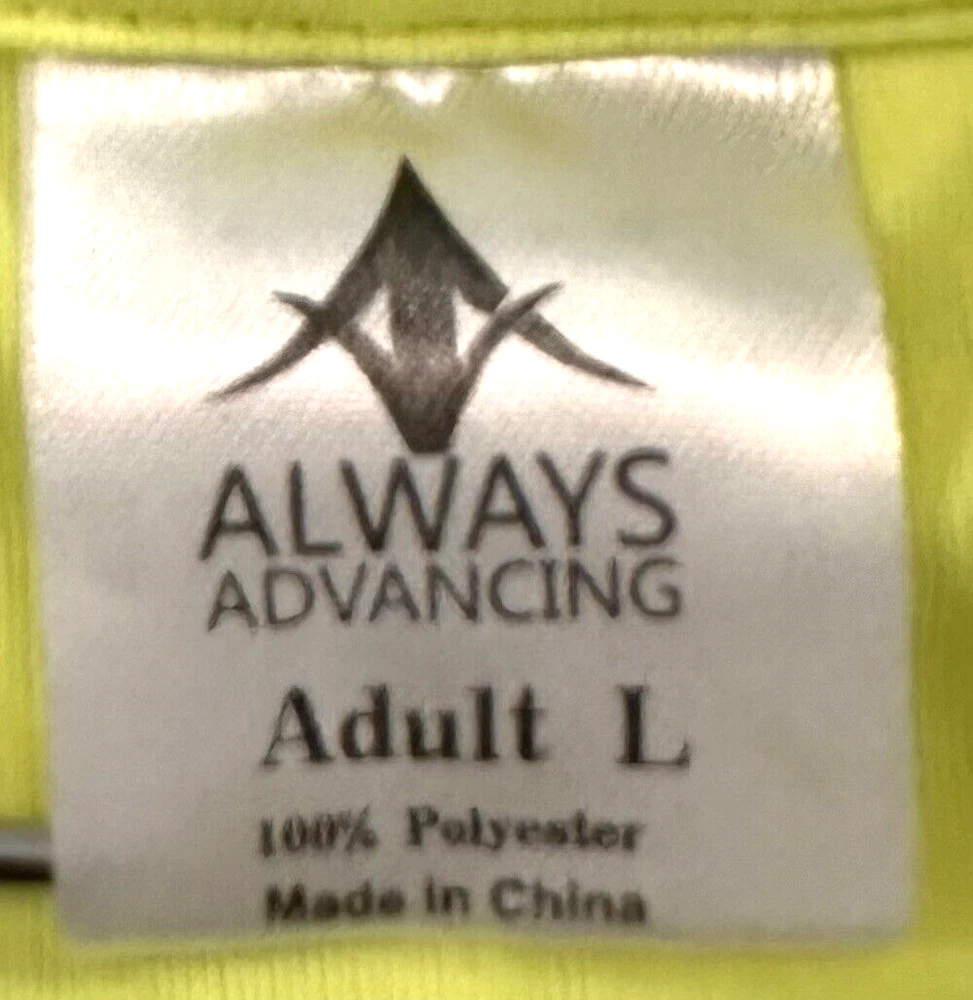 ALWAYS
ADVANCING
Adult L
100% Polyester
Made in China